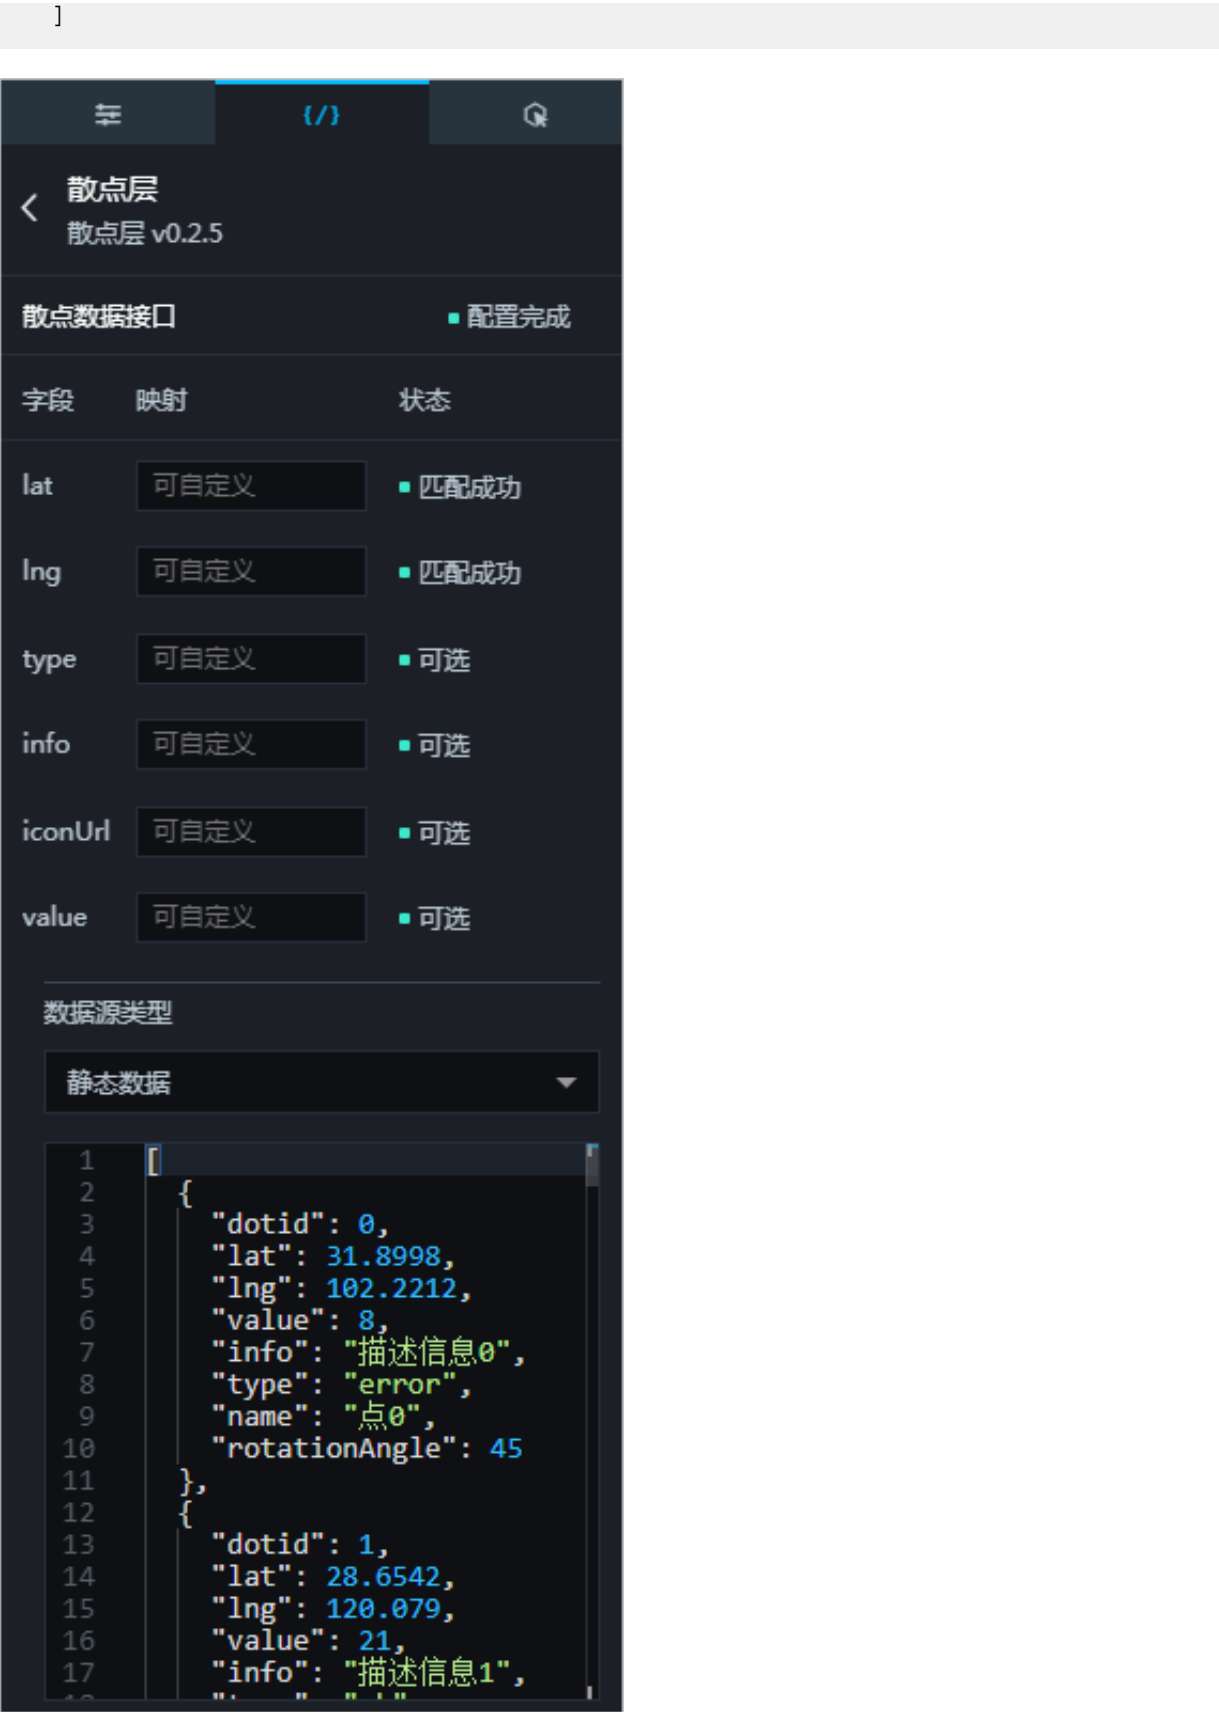 ]
{/}
散点层
散点层 v0.2.5
散点数据接口 配置完成
字段 映射 状态
lat 可自定义 匹配成功
lng 可自定义 匹配成功
type 可自定义 可选
info 可自定义 可选
iconUrl 可自定义 可选
value 可自定义 可选
数据源类型
静态数据
1 [
2 {
3 "dotid": 0,
4 "lat": 31.8998,
5 "lng": 102.2212,
6 "value": 8,
7 "info": "描述信息0",
8 "type": "error",
9 "name": "点0",
10 "rotationAngle": 45
11 },
12 {
13 "dotid": 1,
14 "lat": 28.6542,
15 "lng": 120.079,
16 "value": 21,
17 "info": "描述信息1",